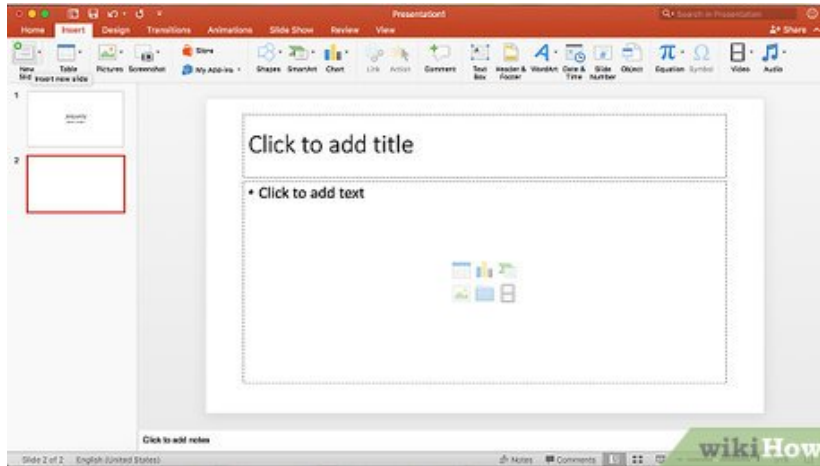 Presentation1
Search in Presentation
Home Insert Design Transitions Animations Slide Show Review View
Share
New Table Pictures Screenshot
Store
My Add-ins
Shapes SmartArt Chart
Link Action
Comment
Text Box Header & Footer WordArt Date & Time Slide Number Object
Equation Symbol
Video Audio
Insert new slide
1
2
Click to add title
• Click to add text
Click to add notes
Slide 2 of 2 English (United States)
Notes Comments
wikiHow